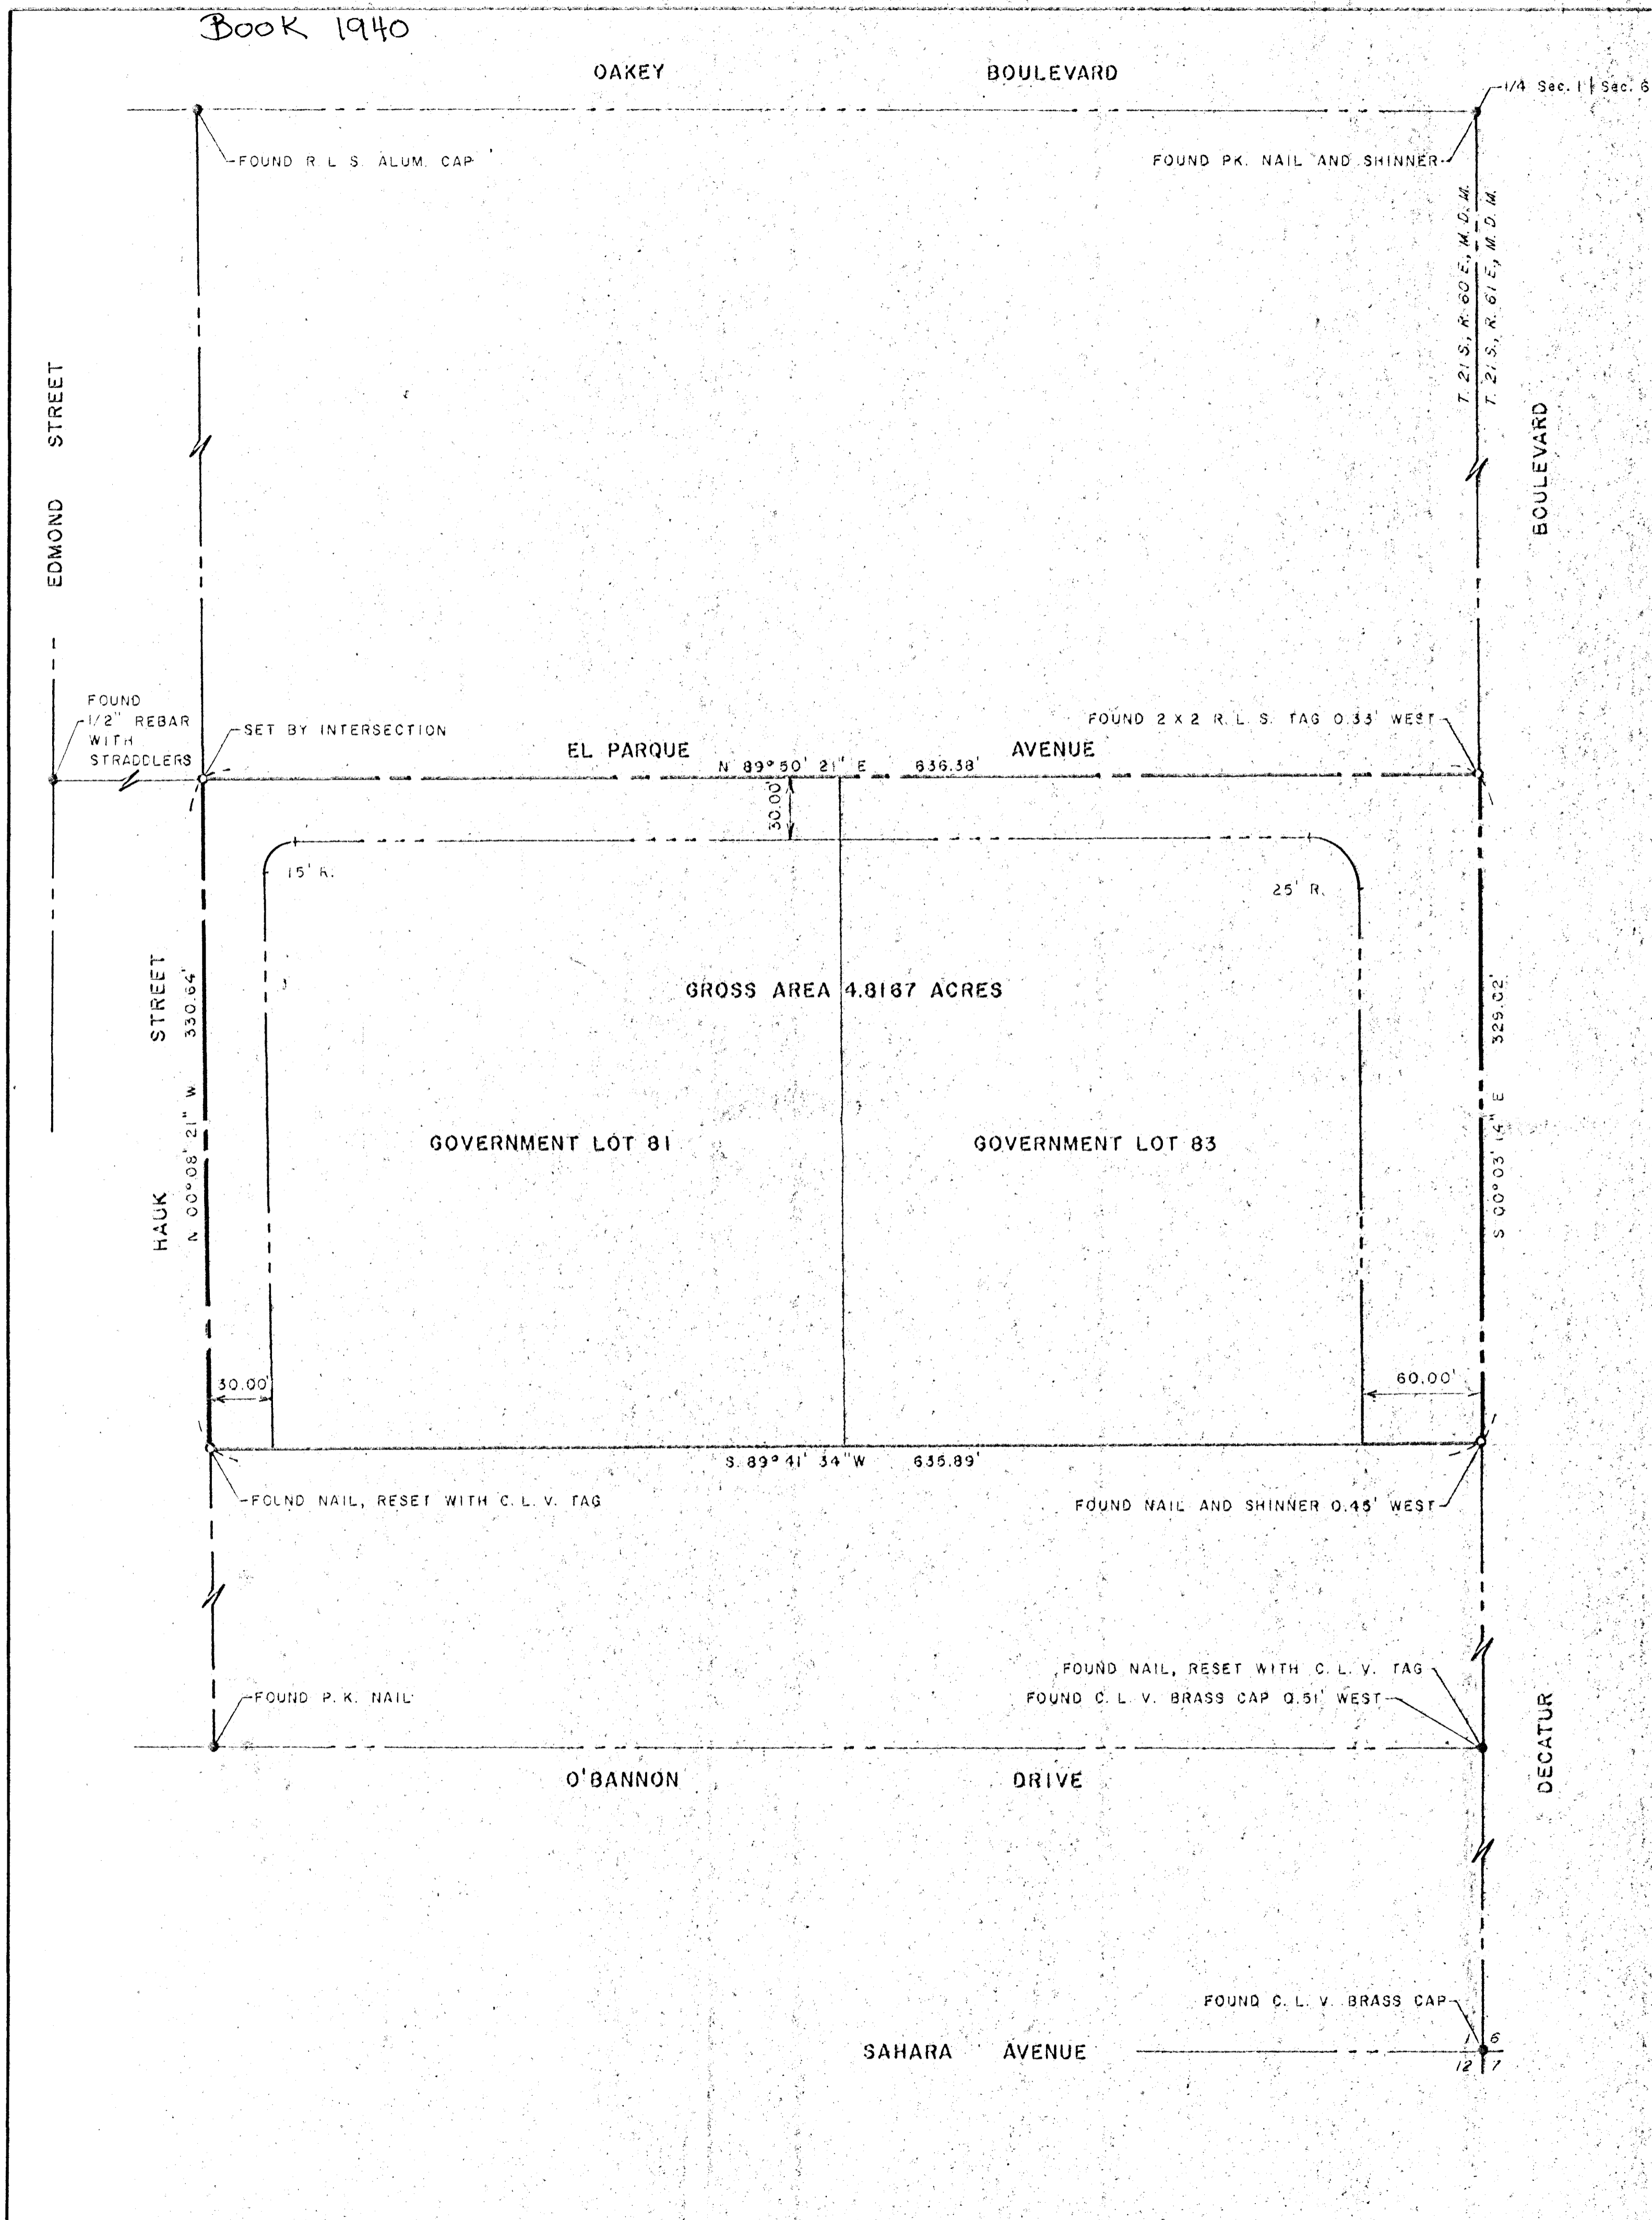 BOOK 1940
OAKEY BOULEVARD
1/4 Sec. 1 | Sec. 6
FOUND R. L. S. ALUM. CAP
FOUND PK. NAIL AND SHINNER
T. 21 S., R. 60 E., M. D. M.
T. 21 S., R. 61 E., M. D. M.
EDMOND STREET
BOULEVARD
FOUND
1/2" REBAR
WITH
STRADDLERS
SET BY INTERSECTION
FOUND 2 X 2 R. L. S. TAG 0.33' WEST
EL PARQUE AVENUE
N 89° 50' 21" E 636.38'
30.00'
15' R.
25' R.
HAUK STREET
N 00° 08' 21" W 330.64'
GROSS AREA 4.8167 ACRES
329.02'
S 00° 03' E
GOVERNMENT LOT 81
GOVERNMENT LOT 83
30.00'
60.00'
S. 89° 41' 34" W 635.89'
FOUND NAIL, RESET WITH C. L. V. TAG
FOUND NAIL AND SHINNER 0.45' WEST
FOUND NAIL, RESET WITH C. L. V. TAG
FOUND C. L. V. BRASS CAP 0.51' WEST
FOUND P. K. NAIL
DECATUR
O'BANNON DRIVE
FOUND C. L. V. BRASS CAP
SAHARA AVENUE
1 6
12 7